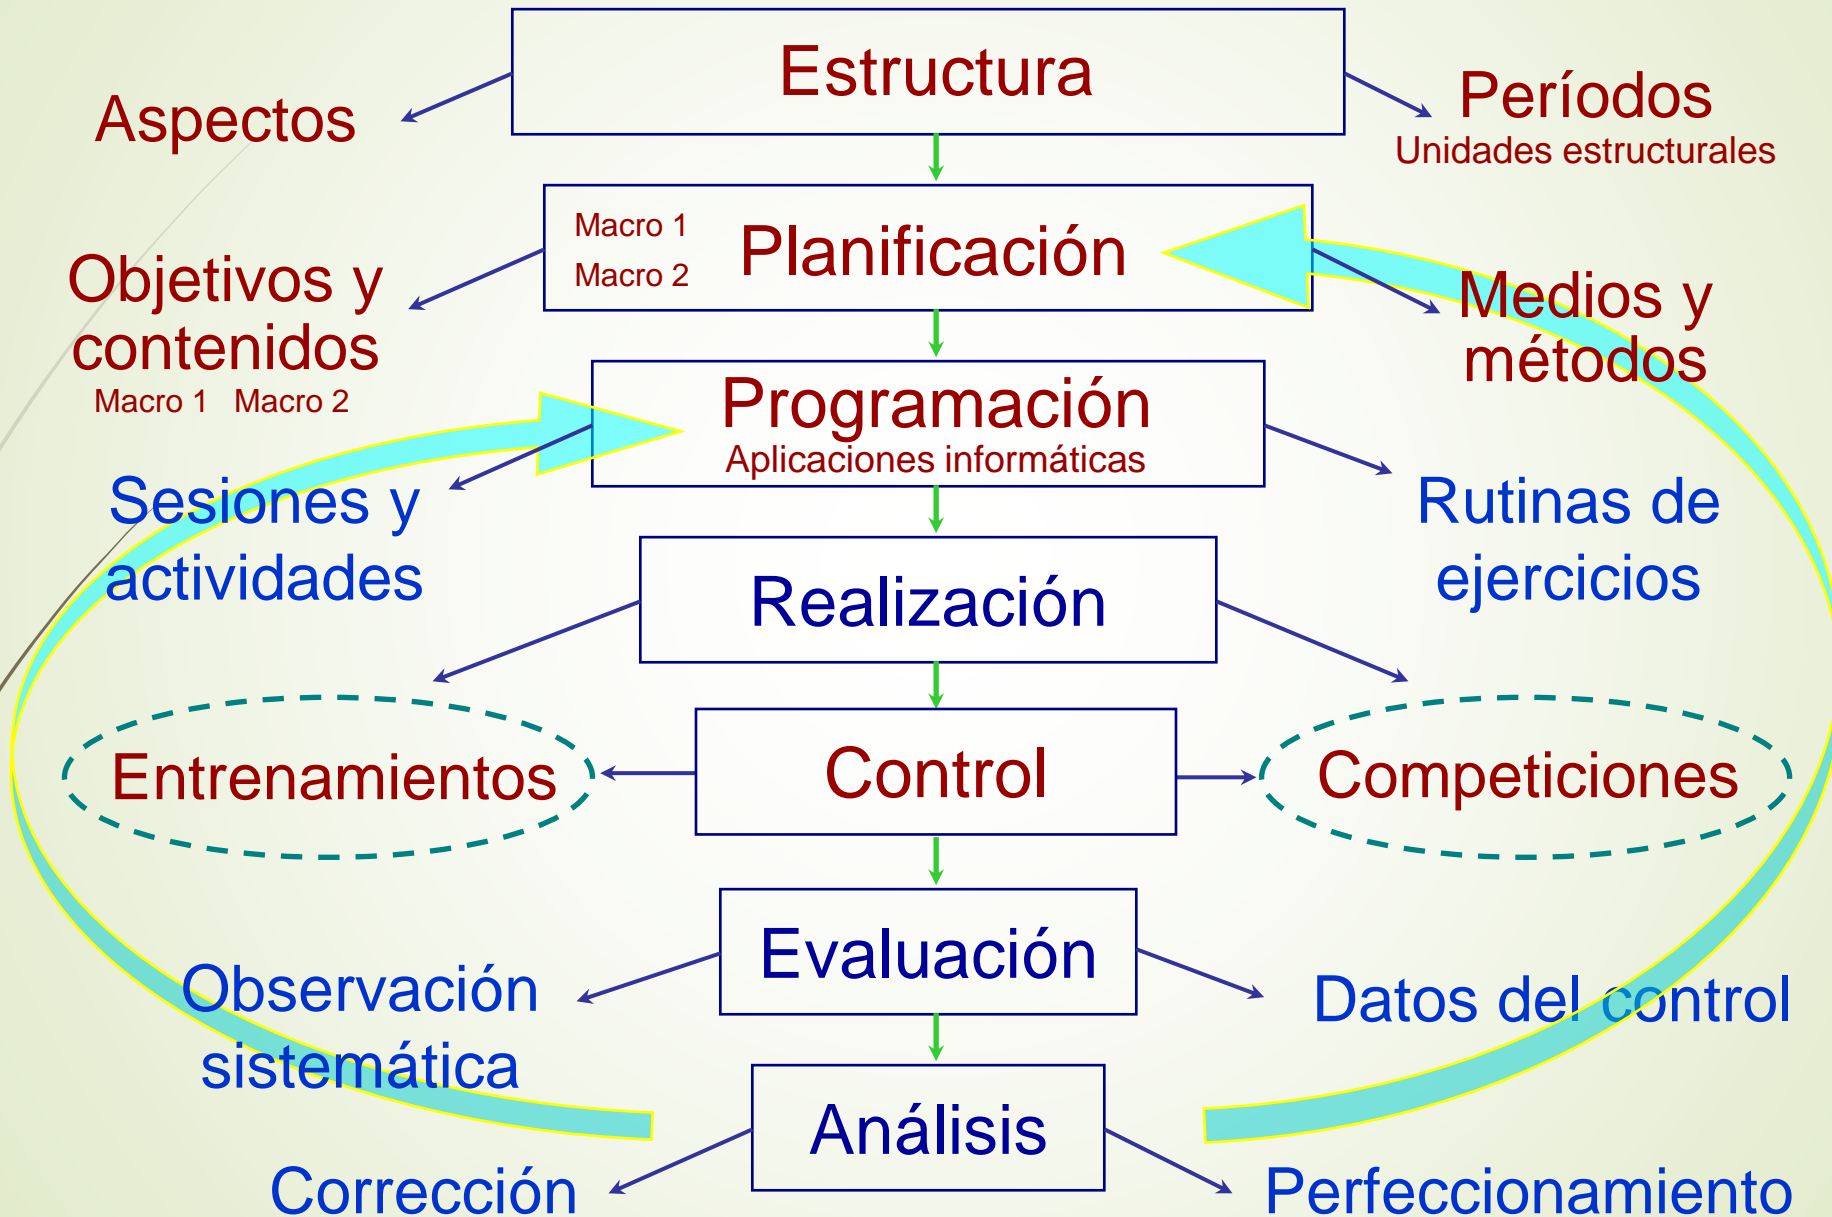 Estructura
Aspectos
Períodos
Unidades estructurales
Macro 1
Macro 2
Planificación
Objetivos y
contenidos
Macro 1 Macro 2
Medios y
métodos
Programación
Aplicaciones informáticas
Sesiones y
actividades
Rutinas de
ejercicios
Realización
Entrenamientos
Control
Competiciones
Evaluación
Observación
sistemática
Datos del control
Análisis
Corrección
Perfeccionamiento